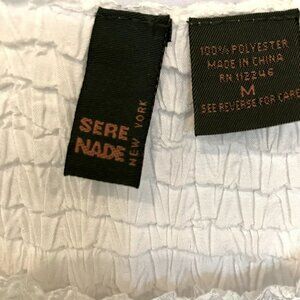 SERE
NADE
NEW YORK
100% POLYESTER
MADE IN CHINA
RN 112246
M
SEE REVERSE FOR CARE